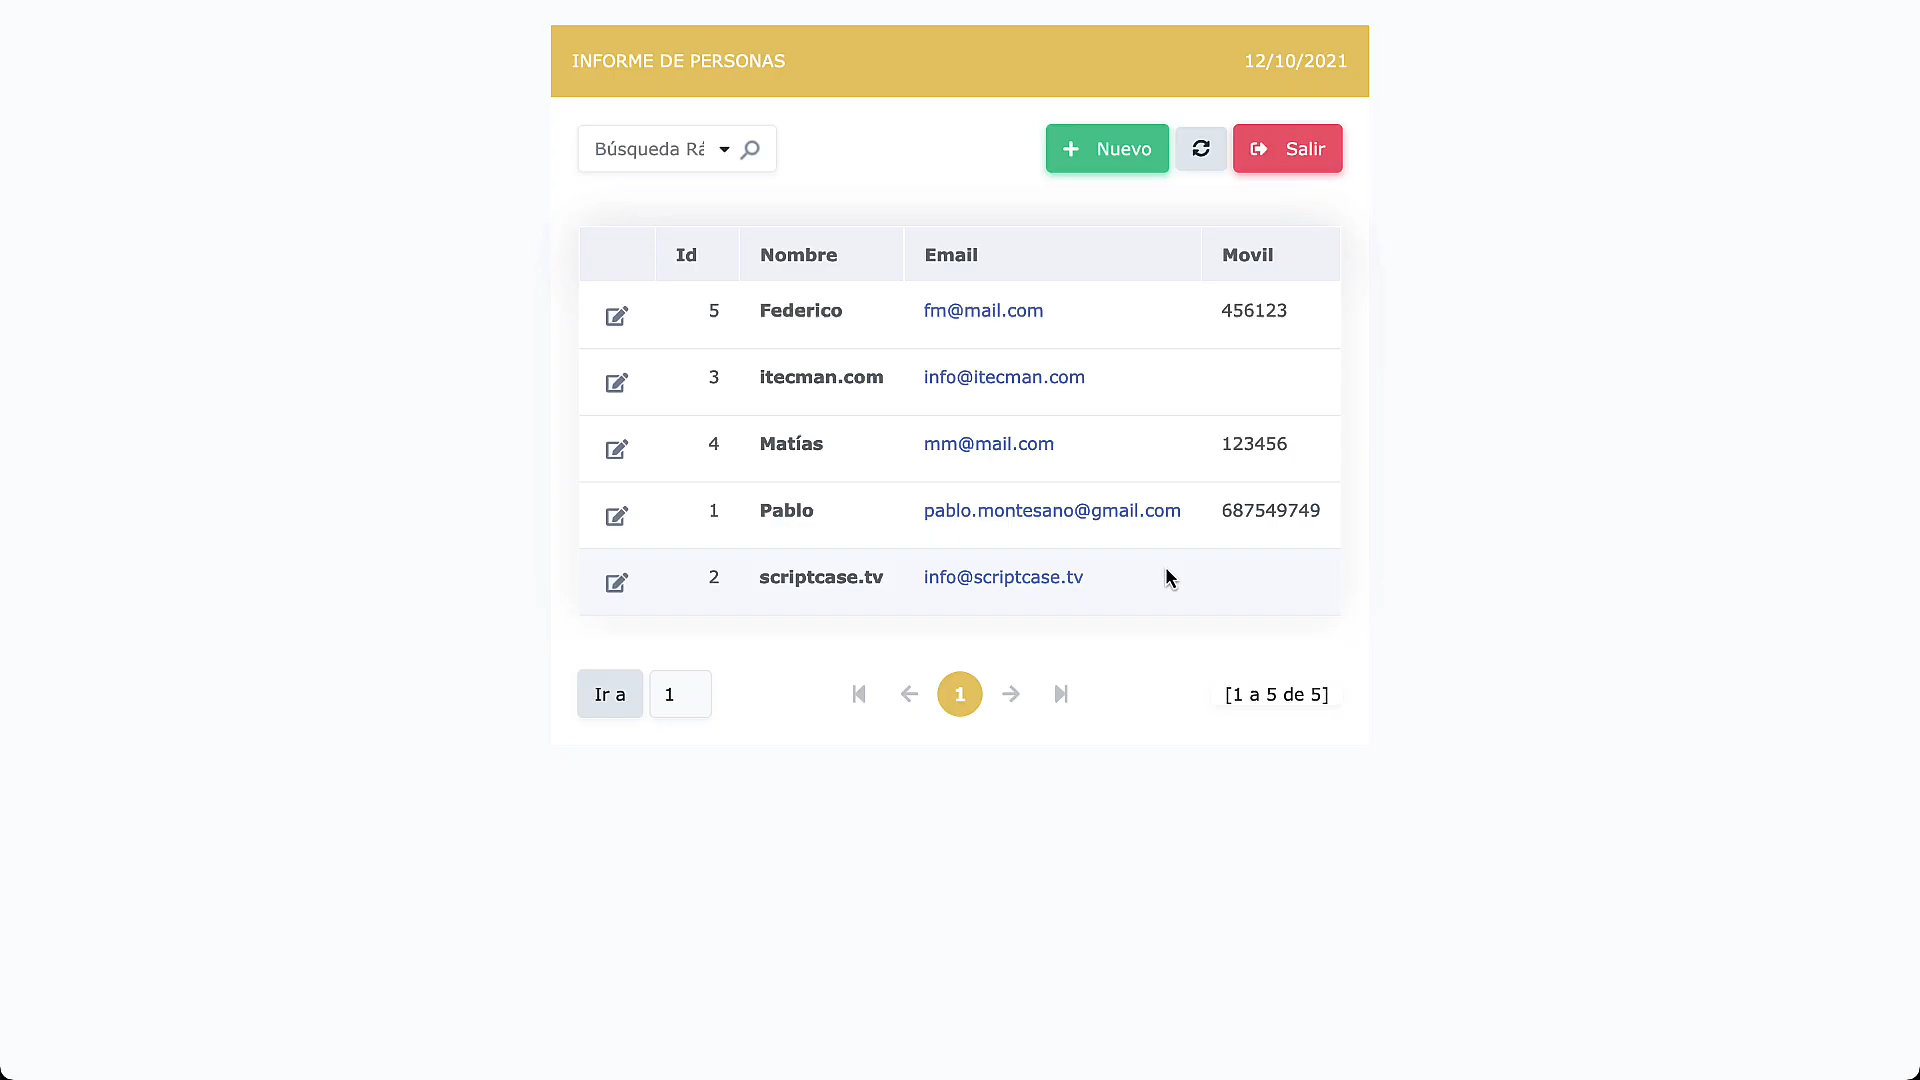 INFORME DE PERSONAS 12/10/2021
Búsqueda Rá Nuevo Salir
Id Nombre Email Movil
5 Federico fm@mail.com 456123
3 itecman.com info@itecman.com
4 Matías mm@mail.com 123456
1 Pablo pablo.montesano@gmail.com 687549749
2 scriptcase.tv info@scriptcase.tv
Ir a 1 1 [1 a 5 de 5]